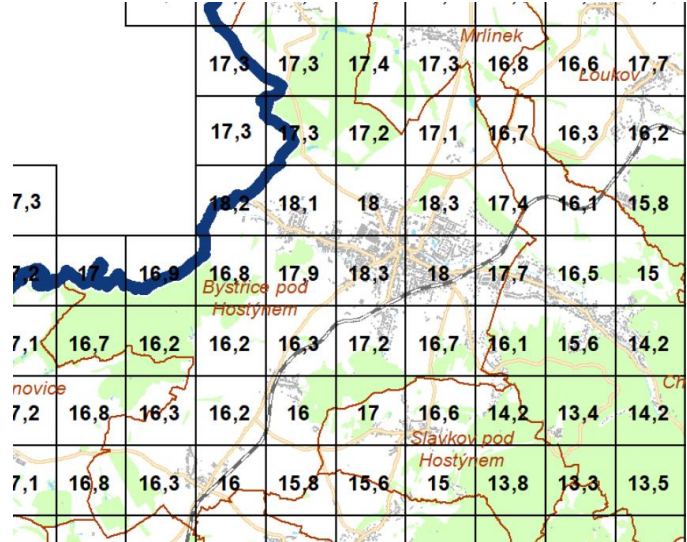 Mrlínek
17,3 17,3 17,4 17,3 16,8 16,6 17,7
Loukov
17,3 17,3 17,2 17,1 16,7 16,3 16,2
7,3 18,2 18,1 18 18,3 17,4 16,1 15,8
7,2 17 16,9 16,8 17,9 18,3 18 17,7 16,5 15
Bystřice pod
Hostýnem
7,1 16,7 16,2 16,2 16,3 17,2 16,7 16,1 15,6 14,2
novice Ch
7,2 16,8 16,3 16,2 16 17 16,6 14,2 13,4 14,2
Slavkov pod
Hostýnem
7,1 16,8 16,3 16 15,8 15,6 15 13,8 13,3 13,5